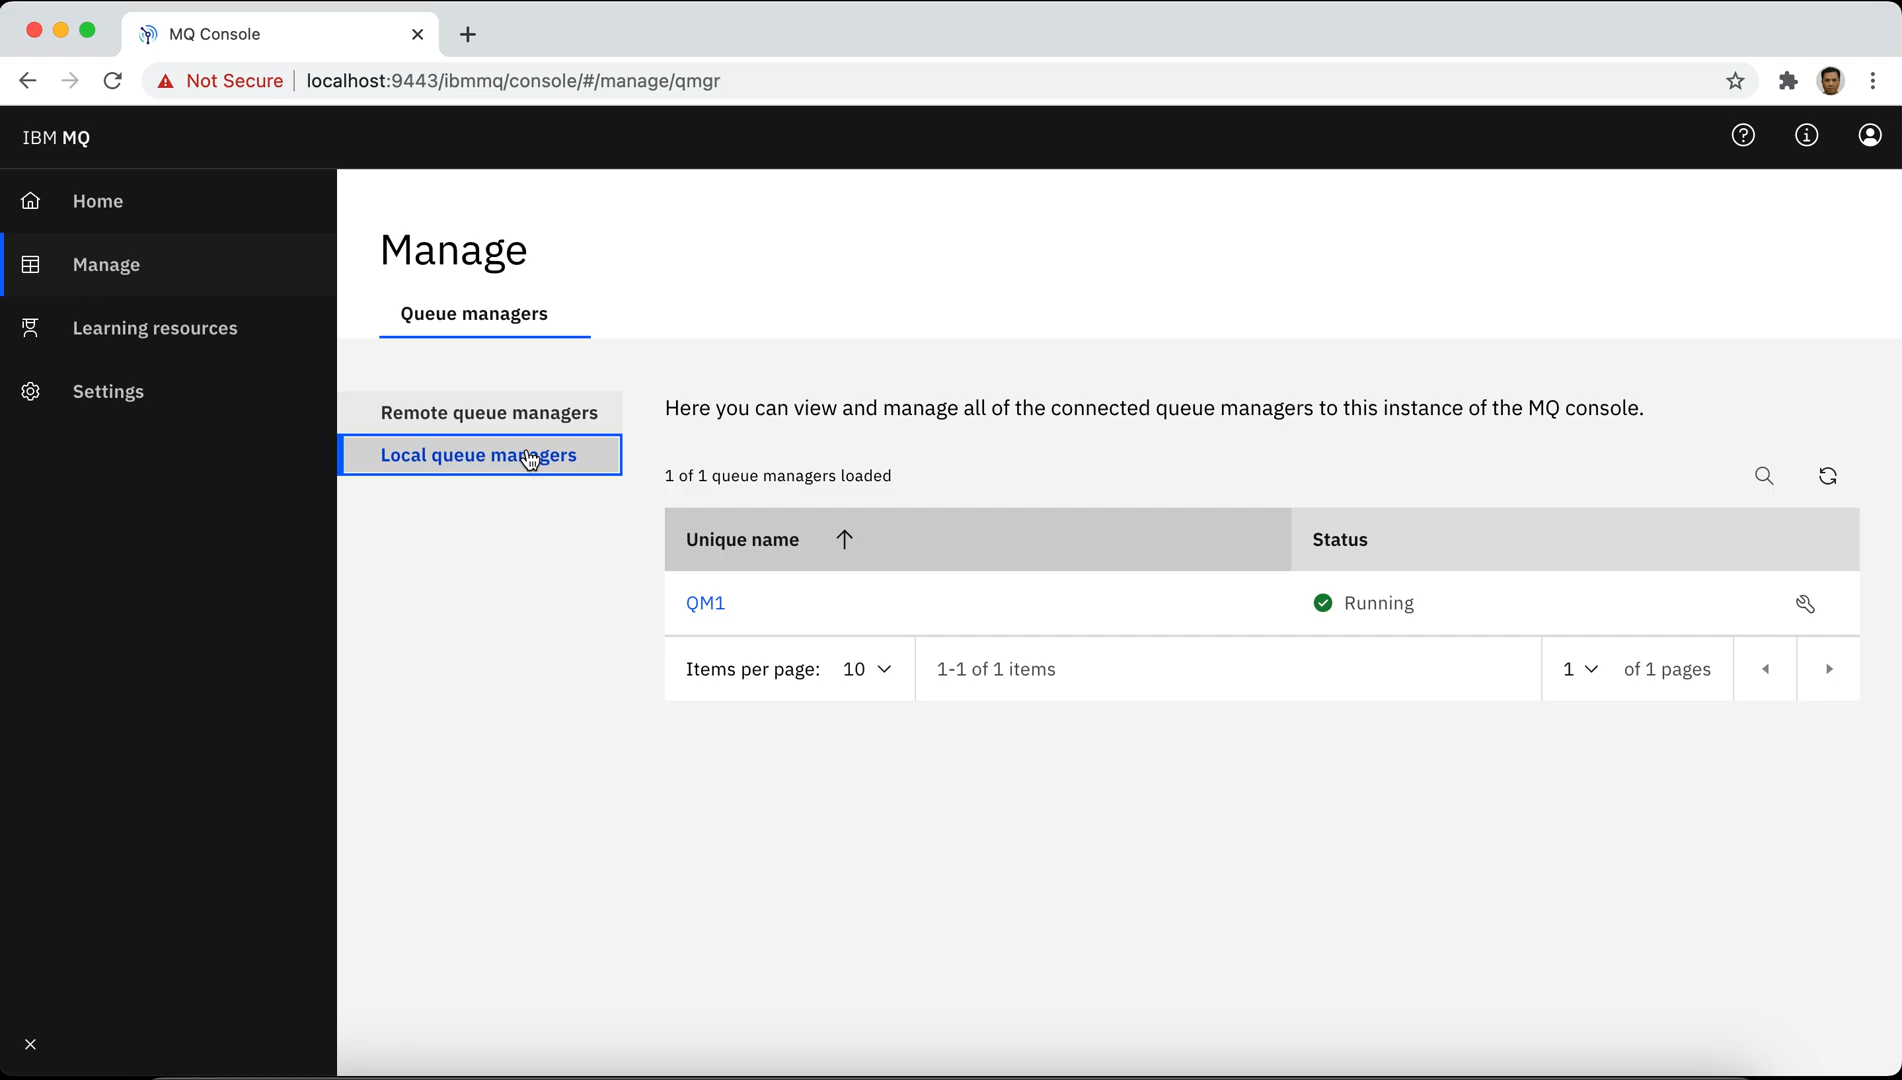 MQ Console
Not Secure
localhost:9443/ibmmq/console/#/manage/qmgr
IBM MQ
Home
Manage
Learning resources
Settings
Manage
Queue managers
Remote queue managers
Local queue managers
Here you can view and manage all of the connected queue managers to this instance of the MQ console.
1 of 1 queue managers loaded
Unique name
Status
QM1
Running
Items per page: 10
1-1 of 1 items
1
of 1 pages